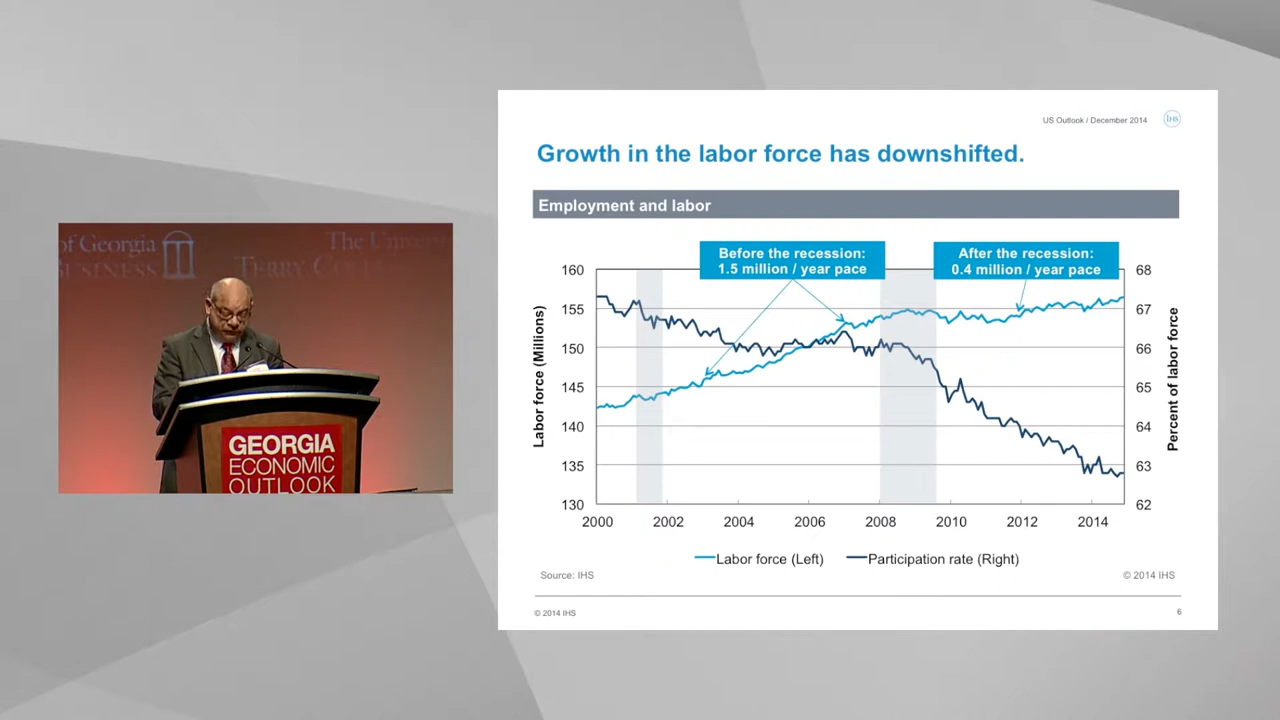 of Georgia
BUSINESS
The
GEORGIA
ECONOMIC
OUTLOOK
US Outlook / December 2014
IHS
Growth in the labor force has downshifted.
Employment and labor
Before the recession:
1.5 million / year pace
After the recession:
0.4 million / year pace
Labor force (Millions)
160
155
150
145
140
135
130
68
67
66
65
64
63
62
Percent of labor force
2000 2002 2004 2006 2008 2010 2012 2014
Labor force (Left) Participation rate (Right)
Source: IHS © 2014 IHS
© 2014 IHS 6